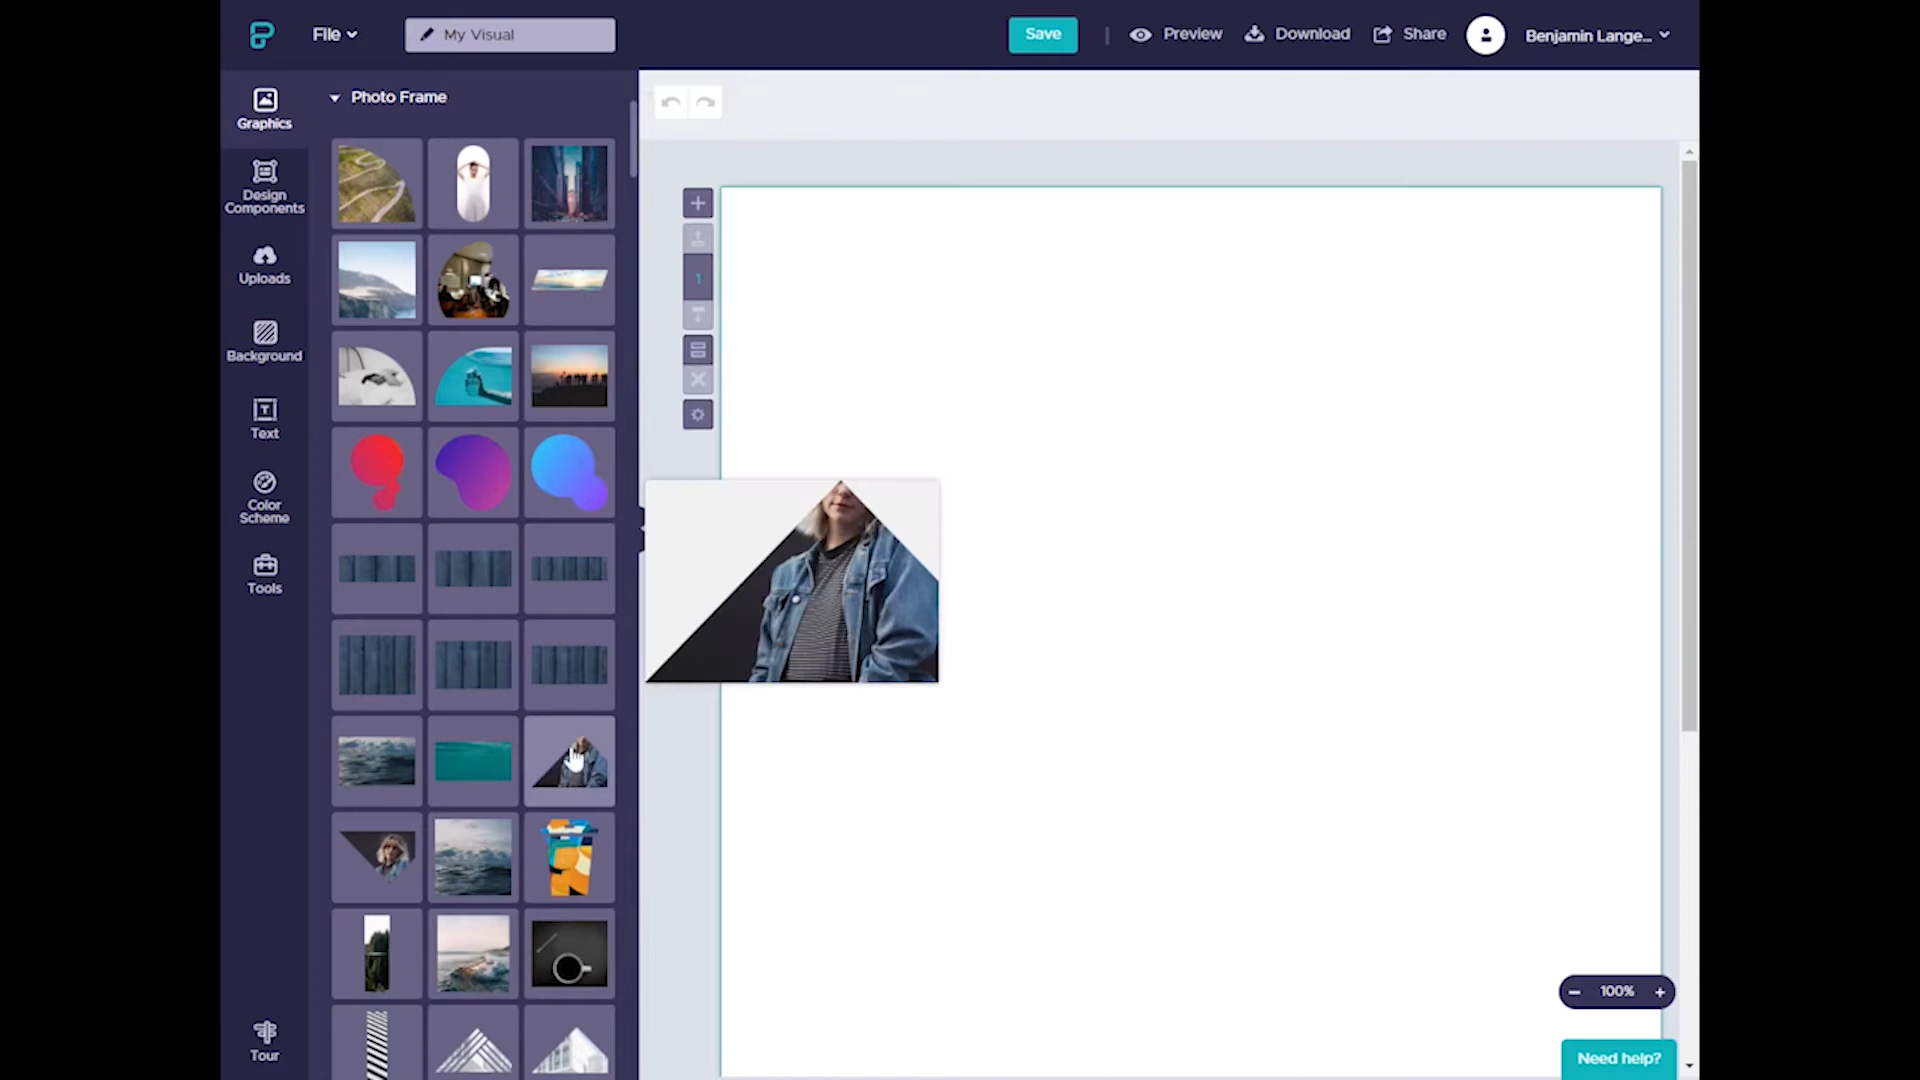 File
My Visual
Save
Preview
Download
Share
Benjamin Lange...
Graphics
Photo Frame
Design
Components
Uploads
Background
Text
Color
Scheme
Tools
Tour
1
100%
Need help?